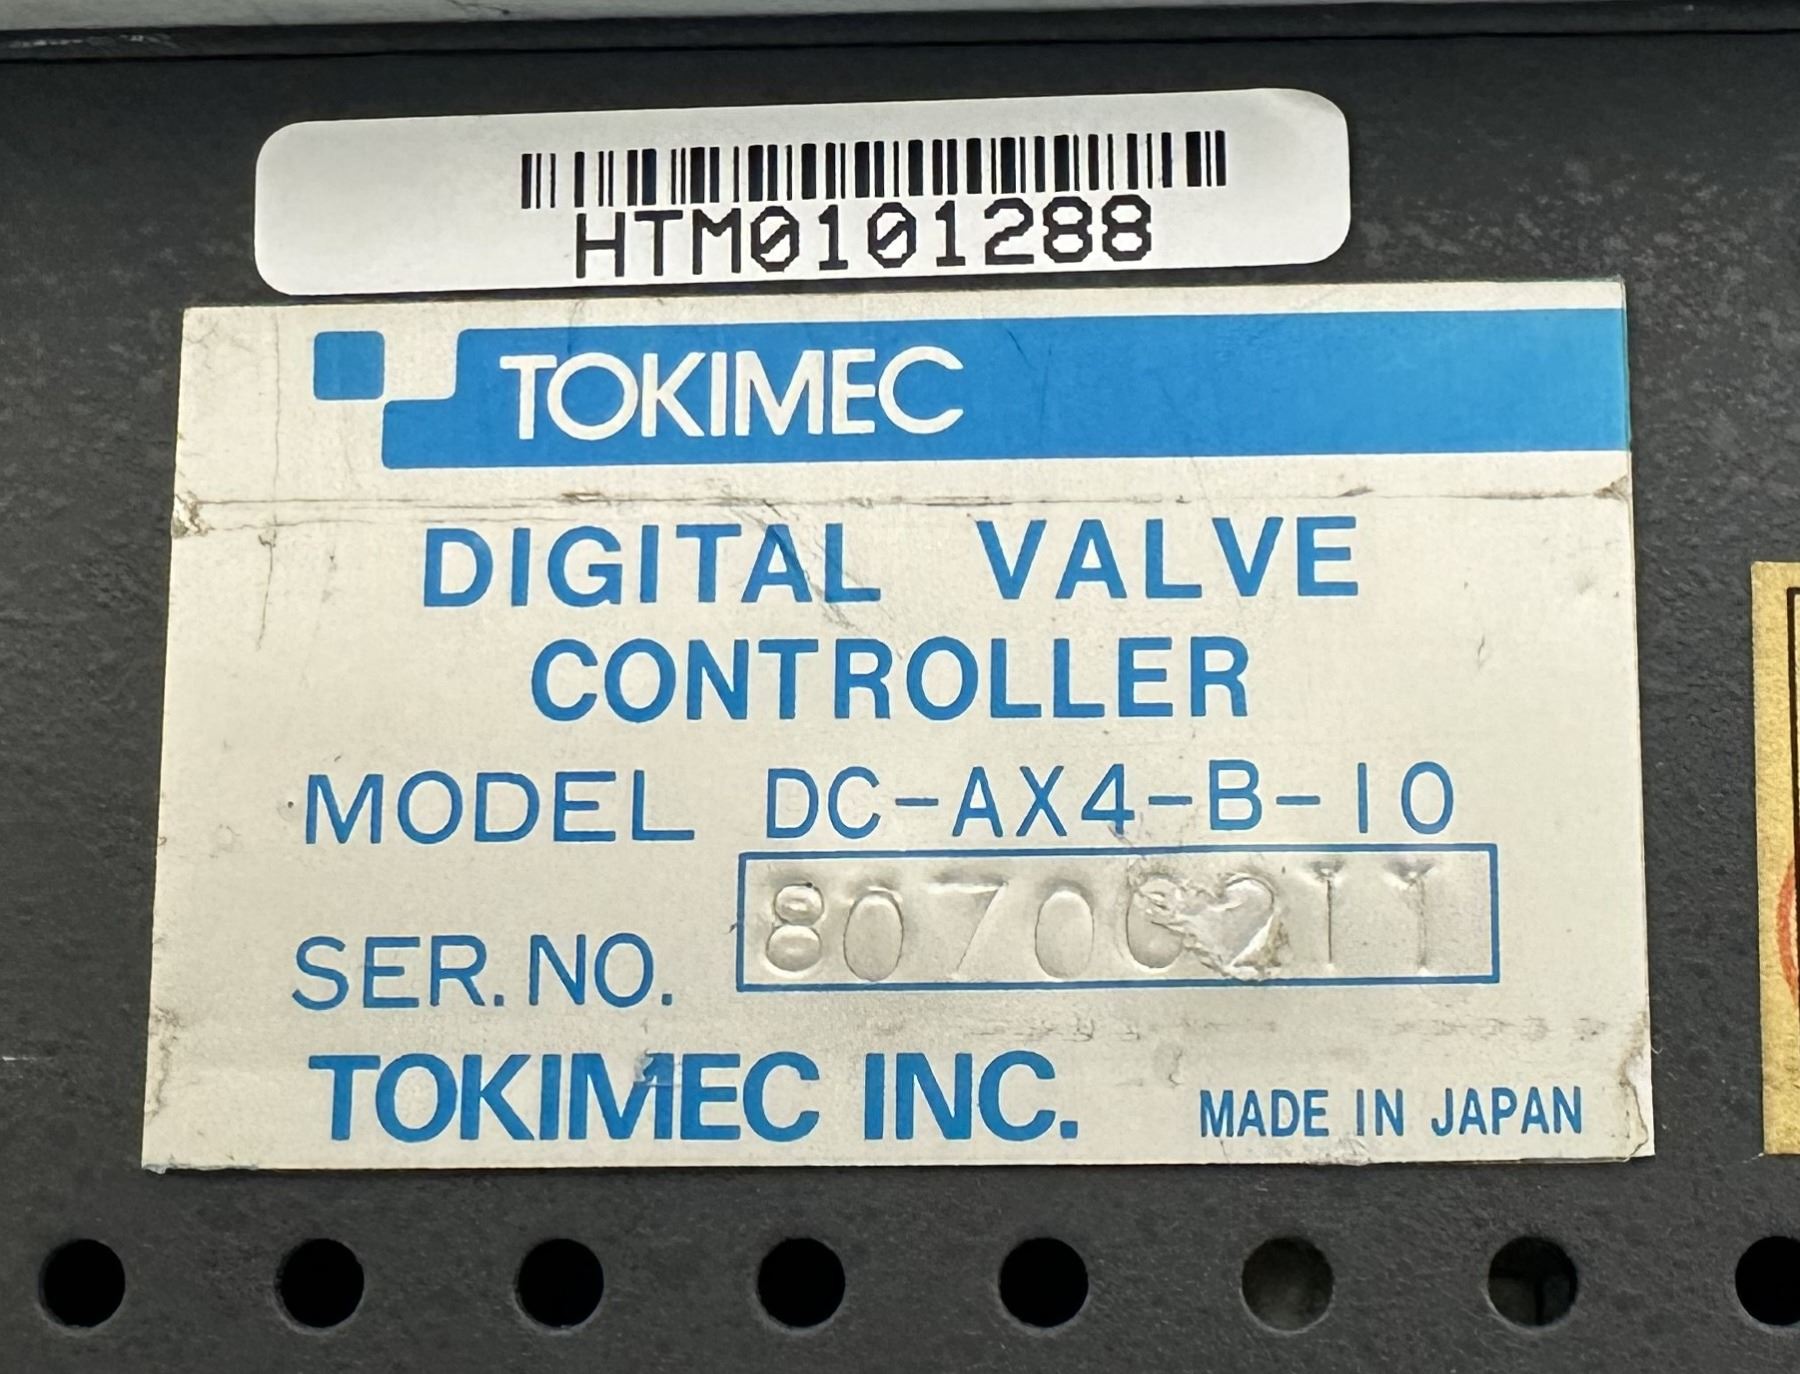 HTM0101288
TOKIMEC
DIGITAL VALVE
CONTROLLER
MODEL DC-AX4-B-10
SER. NO.
TOKIMEC INC. MADE IN JAPAN